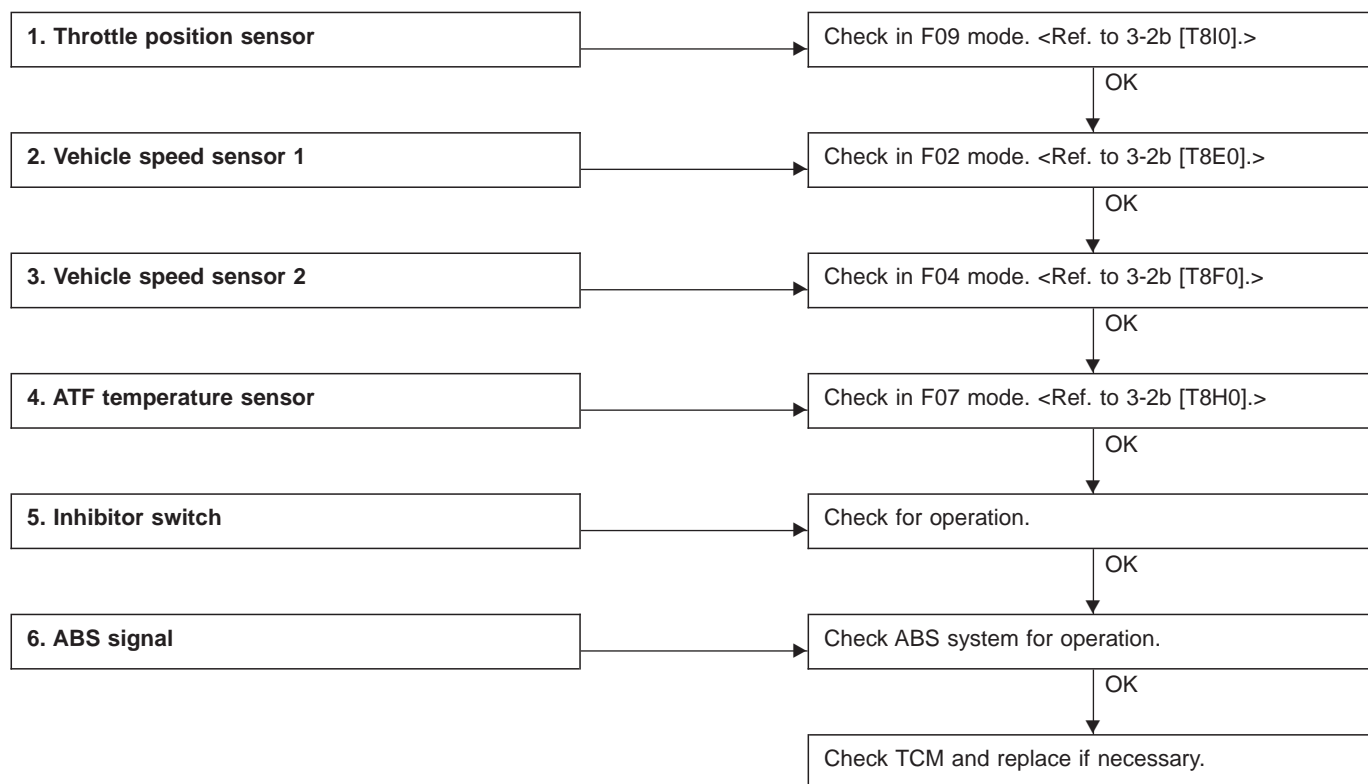 1. Throttle position sensor
Check in F09 mode. <Ref. to 3-2b [T8I0].>
OK
2. Vehicle speed sensor 1
Check in F02 mode. <Ref. to 3-2b [T8E0].>
OK
3. Vehicle speed sensor 2
Check in F04 mode. <Ref. to 3-2b [T8F0].>
OK
4. ATF temperature sensor
Check in F07 mode. <Ref. to 3-2b [T8H0].>
OK
5. Inhibitor switch
Check for operation.
OK
6. ABS signal
Check ABS system for operation.
OK
Check TCM and replace if necessary.